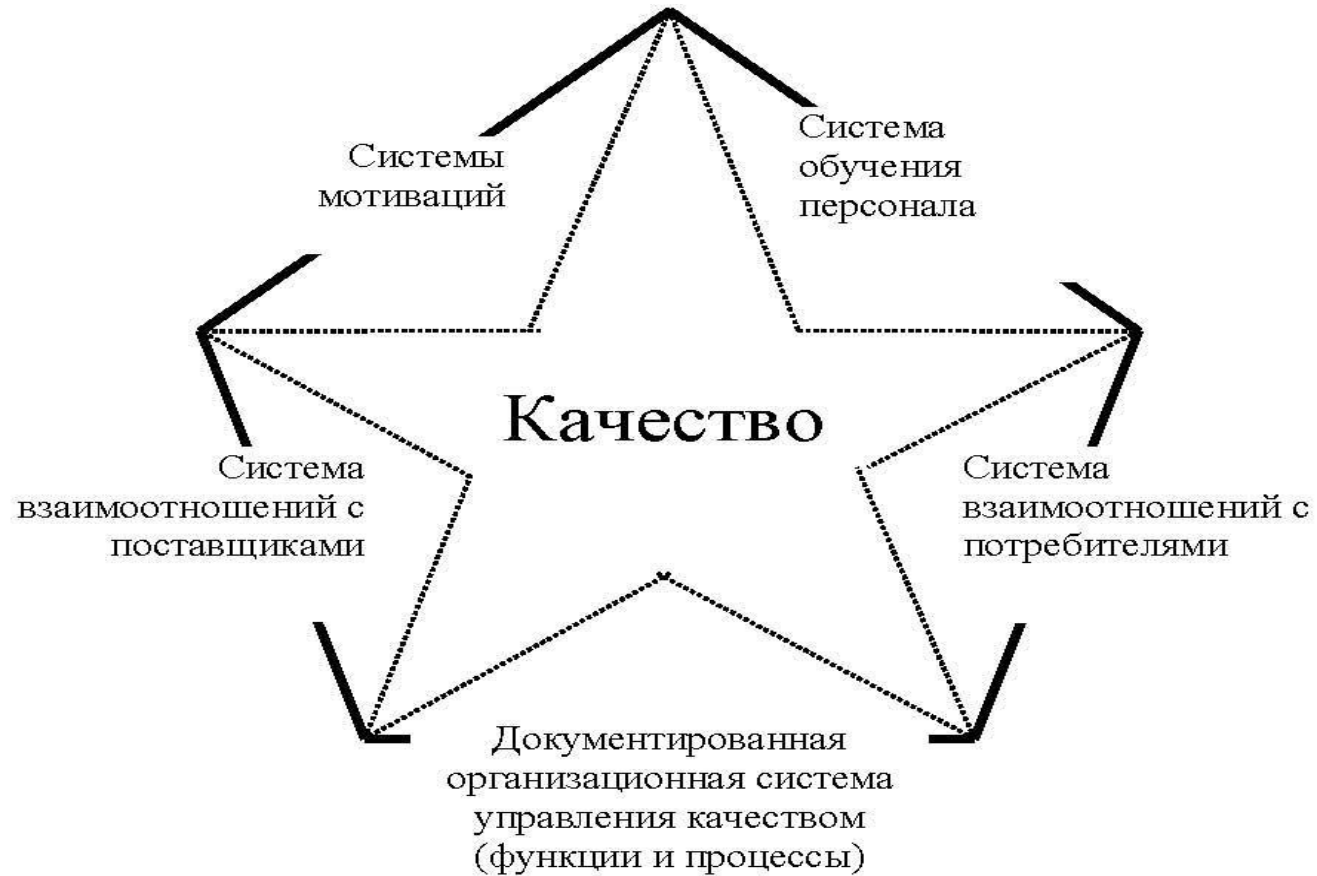 Системы
мотиваций
Система
обучения
персонала
Качество
Система
взаимоотношений с
поставщиками
Система
взаимоотношений с
потребителями
Документированная
организационная система
управления качеством
(функции и процессы)